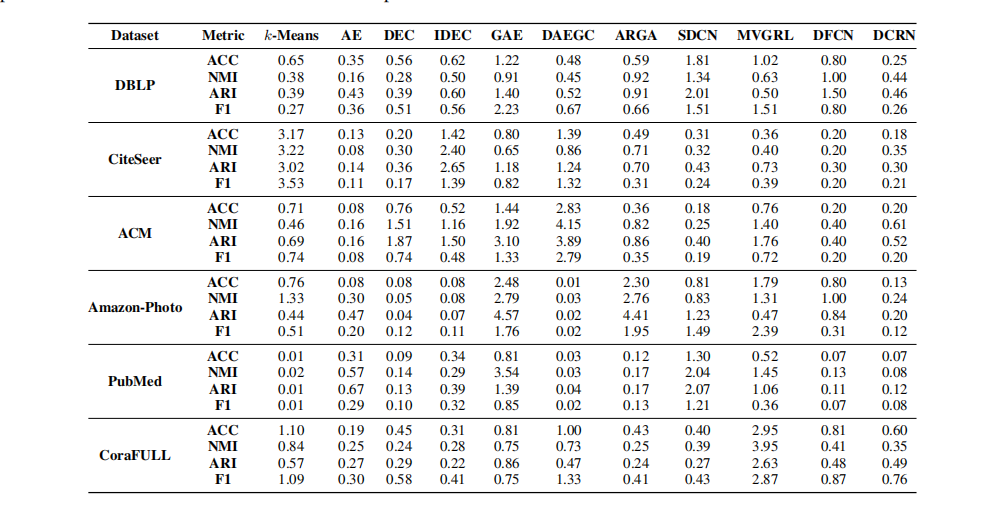 Dataset Metric k-Means AE DEC IDEC GAE DAEGC ARGA SDCN MVGRL DFCN DCRN
DBLP
ACC 0.65 0.35 0.56 0.62 1.22 0.48 0.59 1.81 1.02 0.80 0.25
NMI 0.38 0.16 0.28 0.50 0.91 0.45 0.92 1.34 0.63 1.00 0.44
ARI 0.39 0.43 0.39 0.60 1.40 0.52 0.91 2.01 0.50 1.50 0.46
F1 0.27 0.36 0.51 0.56 2.23 0.67 0.66 1.51 1.51 0.80 0.26
CiteSeer
ACC 3.17 0.13 0.20 1.42 0.80 1.39 0.49 0.31 0.36 0.20 0.18
NMI 3.22 0.08 0.30 2.40 0.65 0.86 0.71 0.32 0.40 0.20 0.35
ARI 3.02 0.14 0.36 2.65 1.18 1.24 0.70 0.43 0.73 0.30 0.30
F1 3.53 0.11 0.17 1.39 0.82 1.32 0.31 0.24 0.39 0.20 0.21
ACM
ACC 0.71 0.08 0.76 0.52 1.44 2.83 0.36 0.18 0.76 0.20 0.20
NMI 0.46 0.16 1.51 1.16 1.92 4.15 0.82 0.25 1.40 0.40 0.61
ARI 0.69 0.16 1.87 1.50 3.10 3.89 0.86 0.40 1.76 0.40 0.52
F1 0.74 0.08 0.74 0.48 1.33 2.79 0.35 0.19 0.72 0.20 0.20
Amazon-Photo
ACC 0.76 0.08 0.08 0.08 2.48 0.01 2.30 0.81 1.79 0.80 0.13
NMI 1.33 0.30 0.05 0.08 2.79 0.03 2.76 0.83 1.31 1.00 0.24
ARI 0.44 0.47 0.04 0.07 4.57 0.02 4.41 1.23 0.47 0.84 0.20
F1 0.51 0.20 0.12 0.11 1.76 0.02 1.95 1.49 2.39 0.31 0.12
PubMed
ACC 0.01 0.31 0.09 0.34 0.81 0.03 0.12 1.30 0.52 0.07 0.07
NMI 0.02 0.57 0.14 0.29 3.54 0.03 0.17 2.04 1.45 0.13 0.08
ARI 0.01 0.67 0.13 0.39 1.39 0.04 0.17 2.07 1.06 0.11 0.12
F1 0.01 0.29 0.10 0.32 0.85 0.02 0.13 1.21 0.36 0.07 0.08
CoraFULL
ACC 1.10 0.19 0.45 0.31 0.81 1.00 0.43 0.40 2.95 0.81 0.60
NMI 0.84 0.25 0.24 0.28 0.75 0.73 0.25 0.39 3.95 0.41 0.35
ARI 0.57 0.27 0.29 0.22 0.86 0.47 0.24 0.27 2.63 0.48 0.49
F1 1.09 0.30 0.58 0.41 0.75 1.33 0.41 0.43 2.87 0.87 0.76